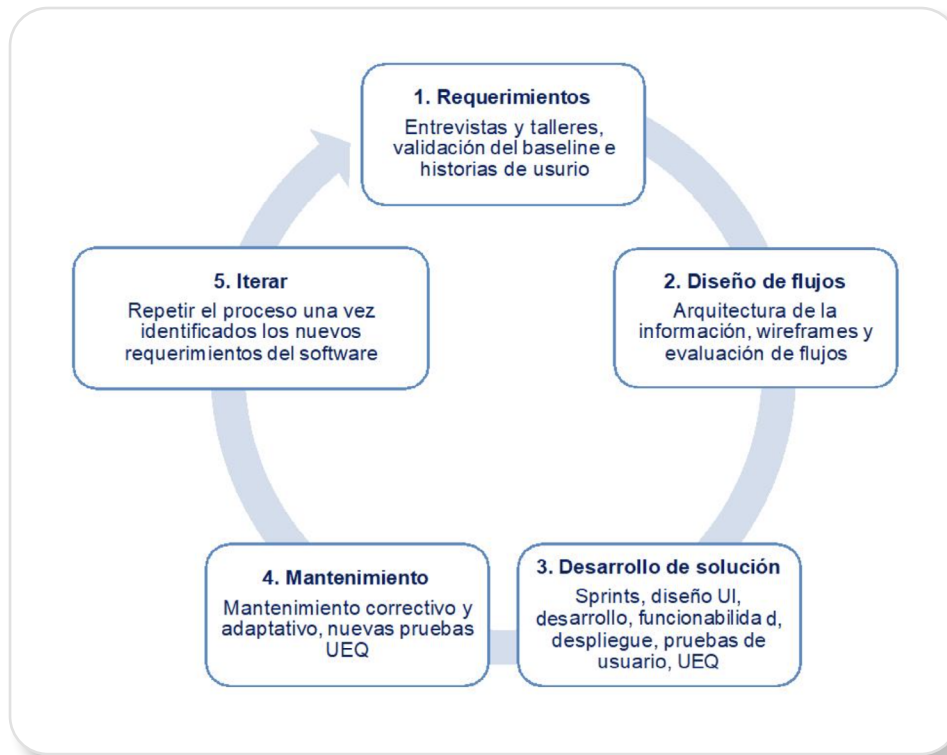 1. Requerimientos
Entrevistas y talleres,
validación del baseline e
historias de usurio
2. Diseño de flujos
Arquitectura de la
información, wireframes y
evaluación de flujos
3. Desarrollo de solución
Sprints, diseño UI,
desarrollo, funcionabilida d,
despliegue, pruebas de
usuario, UEQ
4. Mantenimiento
Mantenimiento correctivo y
adaptativo, nuevas pruebas
UEQ
5. Iterar
Repetir el proceso una vez
identificados los nuevos
requerimientos del software